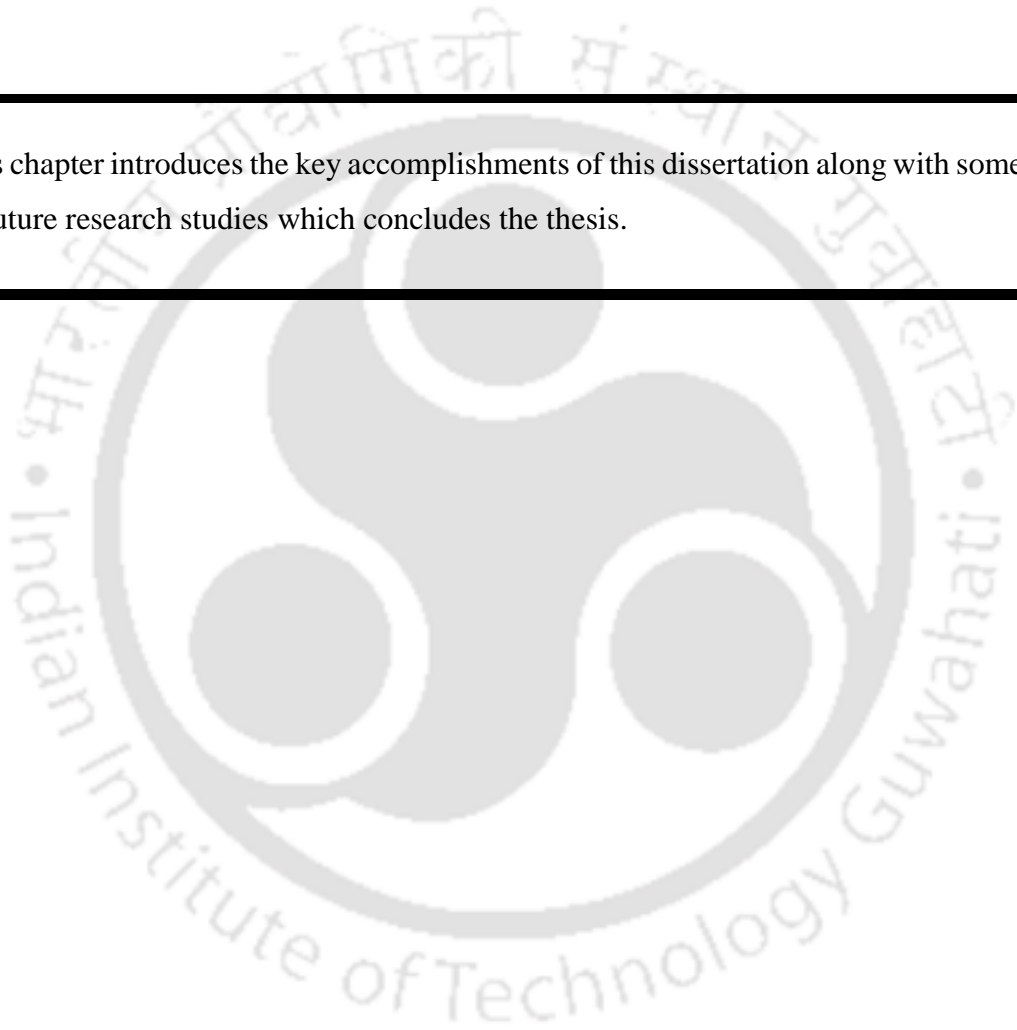 भारतीय प्रौद्योगिकी संस्थान गुवाहाटी
s chapter introduces the key accomplishments of this dissertation along with some
uture research studies which concludes the thesis.
• Indian Institute of Technology Guwahati •